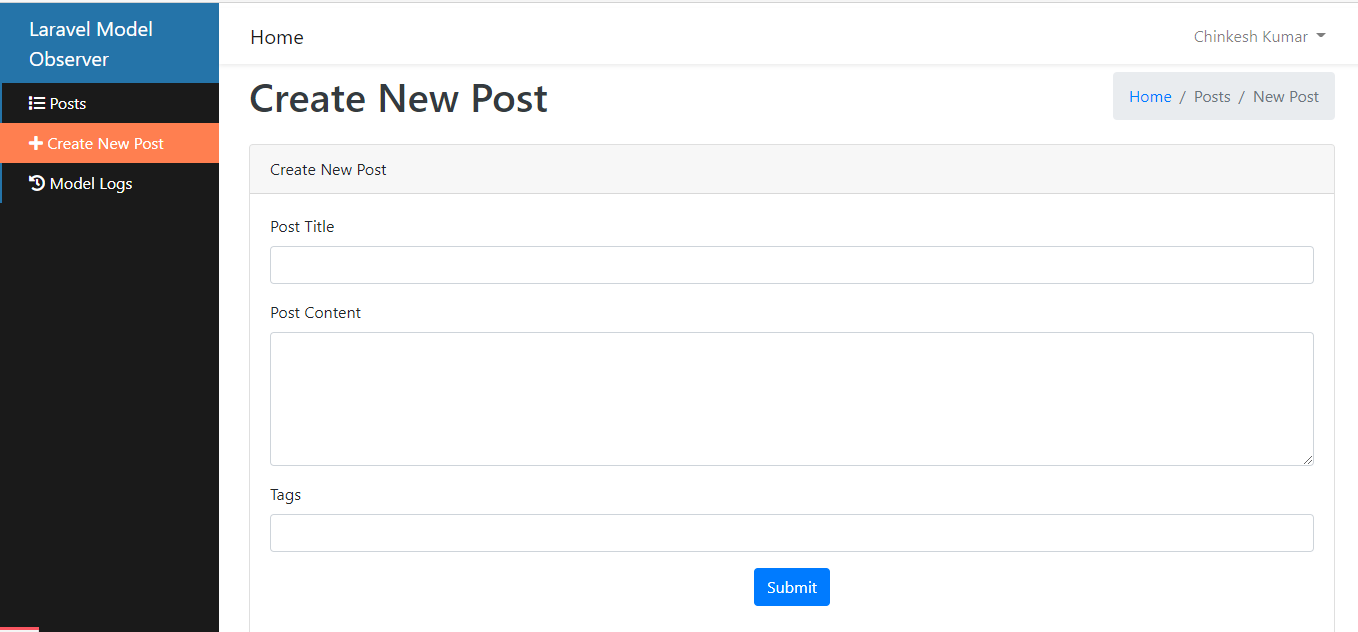 Laravel Model
Observer
Posts
Create New Post
Model Logs
Home
Chinkesh Kumar
Create New Post
Home / Posts / New Post
Create New Post
Post Title
Post Content
Tags
Submit